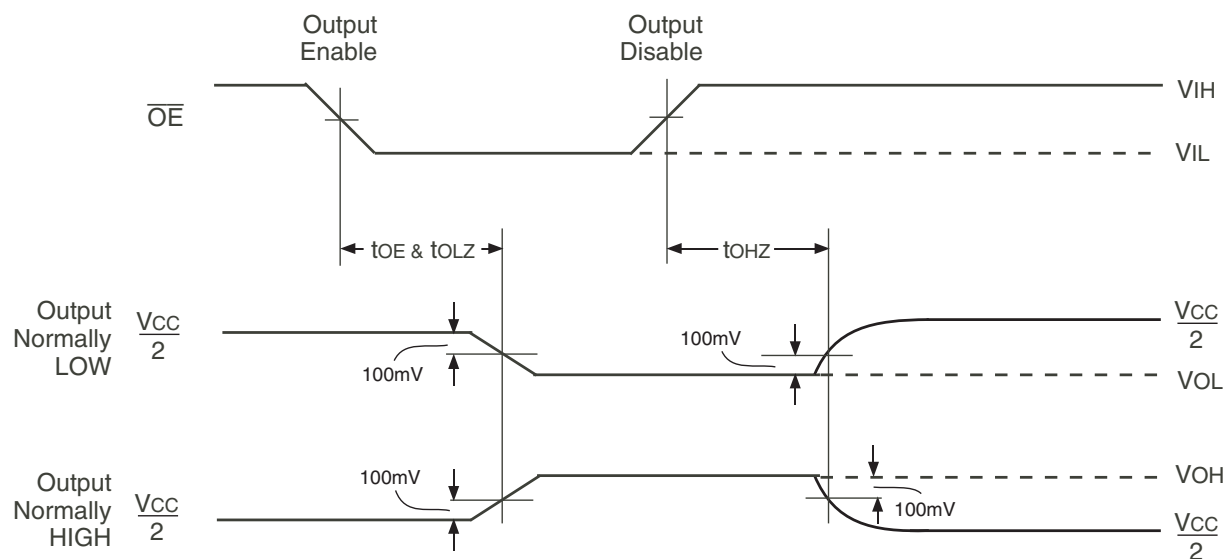 Output
Enable
Output
Disable
OE
VIH
VIL
tOE & tOLZ
tOHZ
Output
Normally
LOW
VCC
2
100mV
100mV
VCC
2
VOL
Output
Normally
HIGH
VCC
2
100mV
100mV
VOH
VCC
2